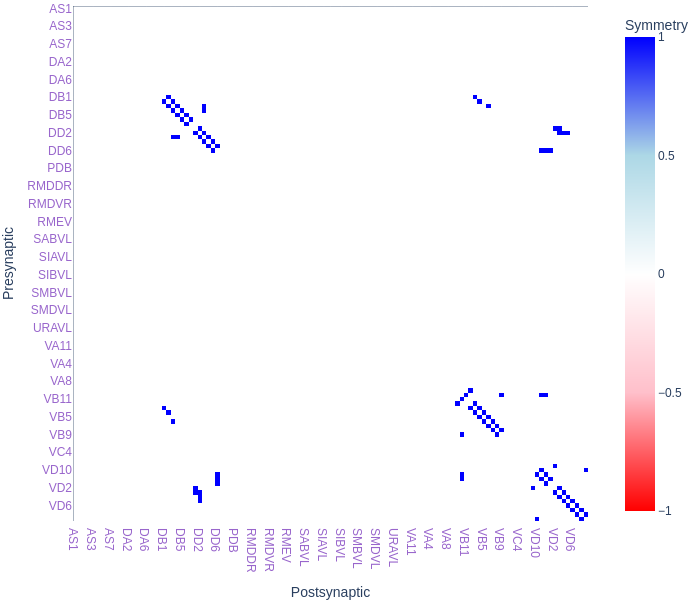 Symmetry
1
0.5
0
−0.5
−1
Presynaptic
AS1
AS3
AS7
DA2
DA6
DB1
DB5
DD2
DD6
PDB
RMDDR
RMDVR
RMEV
SABVL
SIAVL
SIBVL
SMBVL
SMDVL
URAVL
VA11
VA4
VA8
VB11
VB5
VB9
VC4
VD10
VD2
VD6
AS1
AS3
AS7
DA2
DA6
DB1
DB5
DD2
DD6
PDB
RMDDR
RMDVR
RMEV
SABVL
SIAVL
SIBVL
SMBVL
SMDVL
URAVL
VA11
VA4
VA8
VB11
VB5
VB9
VC4
VD10
VD2
VD6
Postsynaptic